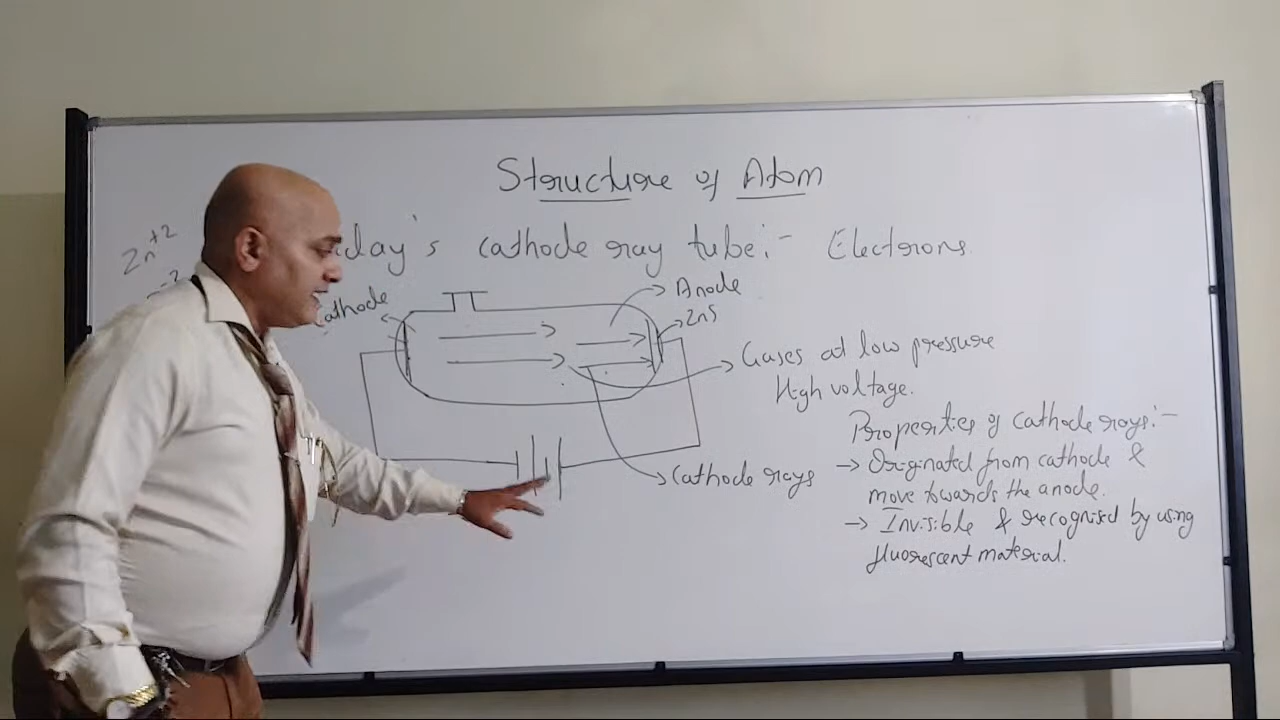 Structure of Atom
day's cathode ray tube:- Electrons
Zn+2
-2
cathode
Anode
ZnS
Gases at low pressure
High voltage.
Cathode rays
Properties of cathode rays:-
→ Originated from cathode &
move towards the anode.
→ Invisible & recognised by using
fluorescent material.